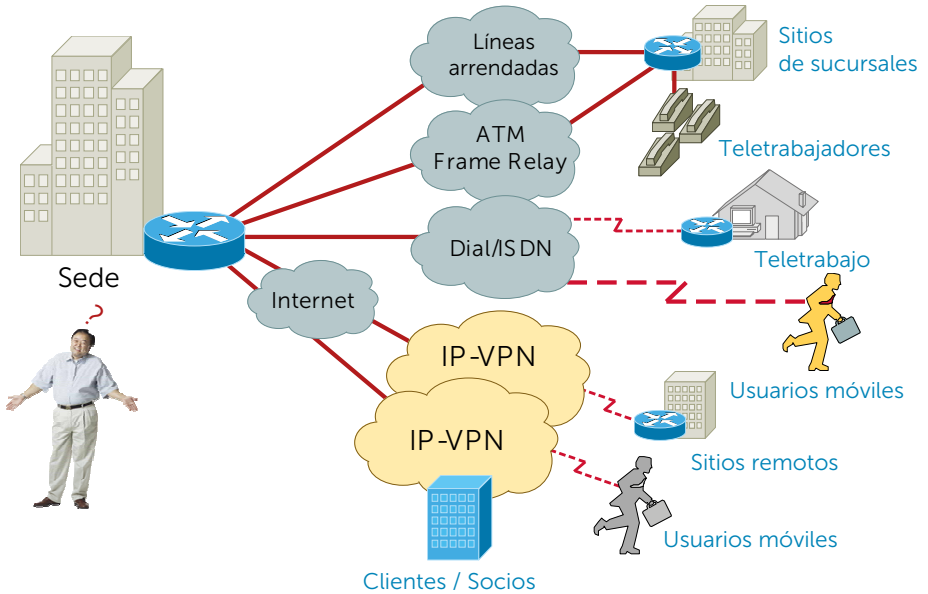 Líneas
arrendadas
Sitios
de sucursales
ATM
Frame Relay
Teletrabajadores
Dial/ISDN
Teletrabajo
Sede
?
Internet
IP-VPN
Usuarios móviles
IP-VPN
Sitios remotos
Usuarios móviles
Clientes / Socios